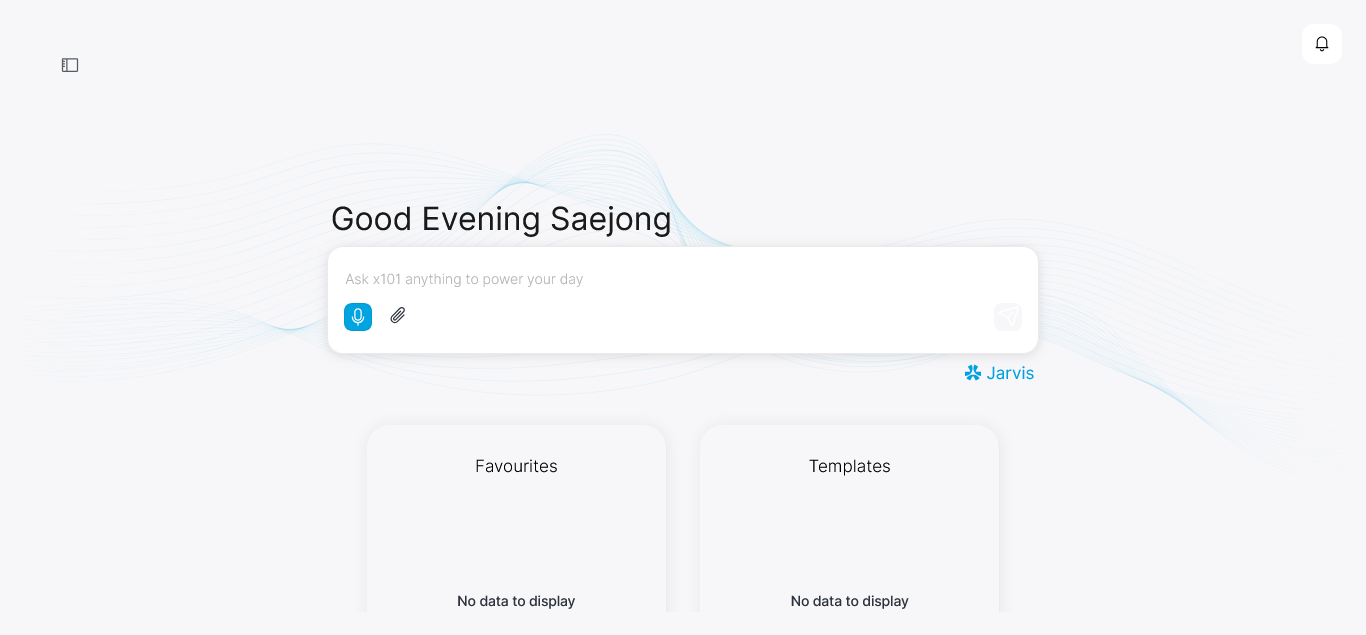 Good Evening Saejong
Ask x101 anything to power your day
Jarvis
Favourites
Templates
No data to display
No data to display